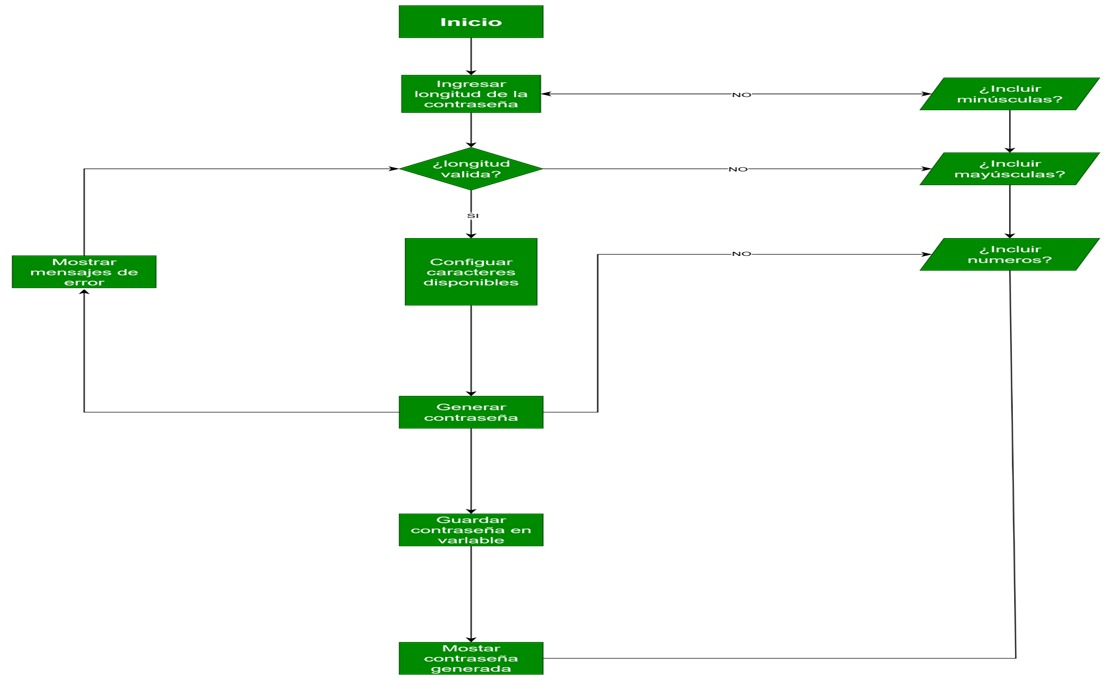 Inicio
Ingresar
longitud de la
contraseña
NO
¿Incluir
minúsculas?
¿longitud
valida?
NO
¿Incluir
mayúsculas?
SI
Mostrar
mensajes de
error
Configuar
caracteres
disponibles
NO
¿Incluir
numeros?
Generar
contraseña
Guardar
contraseña en
variable
Mostar
contraseña
generada